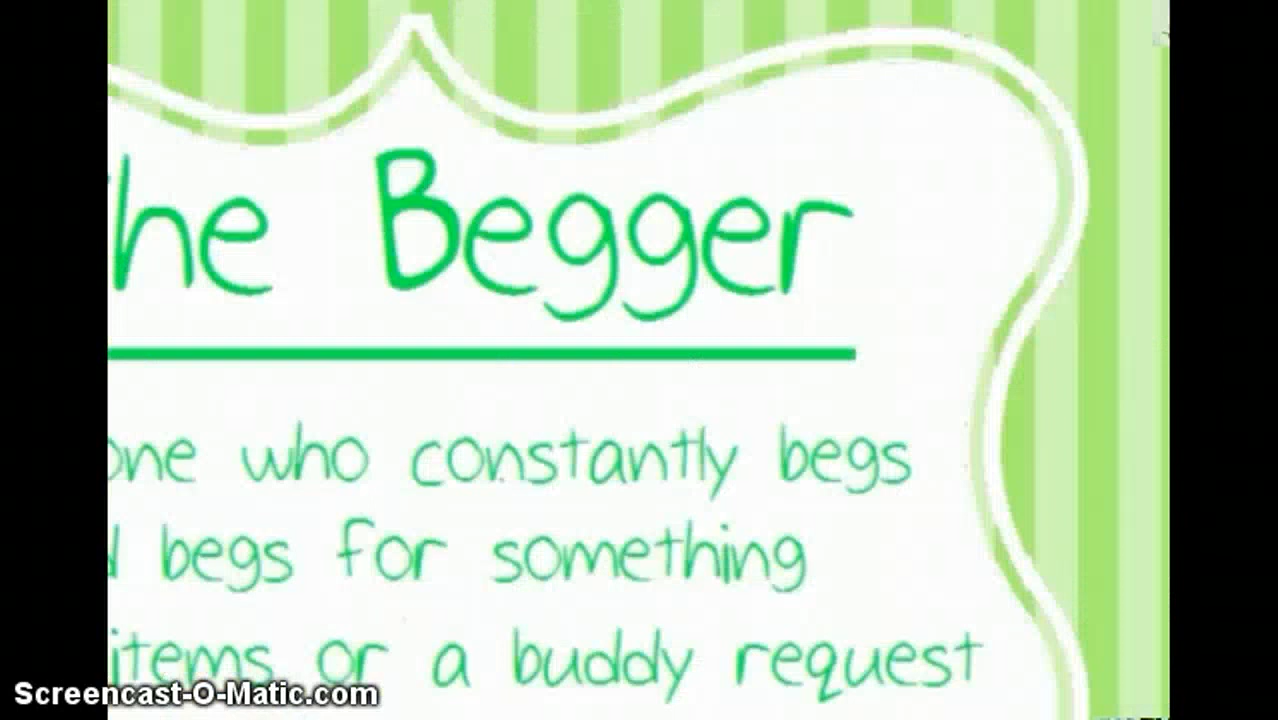 he Begger
one who constantly begs
d begs for something
items or a buddy request
Screencast-O-Matic.com